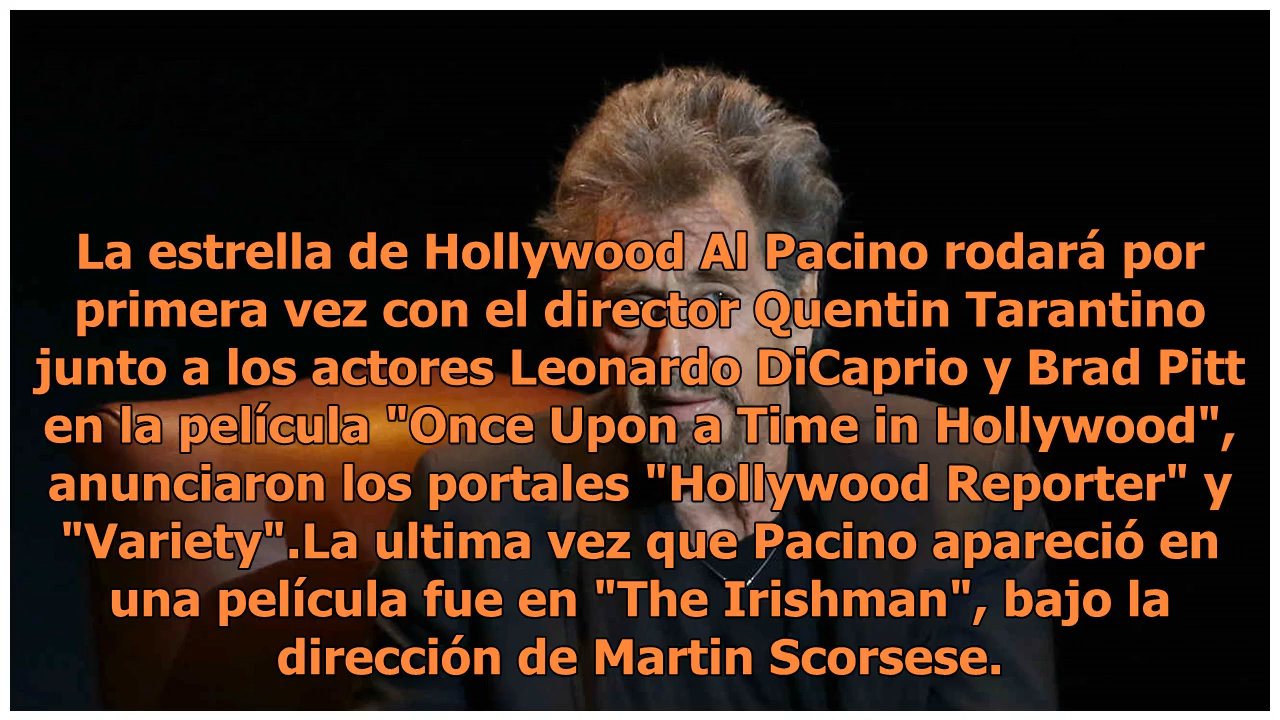 La estrella de Hollywood Al Pacino rodará por
primera vez con el director Quentin Tarantino
junto a los actores Leonardo DiCaprio y Brad Pitt
en la película "Once Upon a Time in Hollywood",
anunciaron los portales "Hollywood Reporter" y
"Variety".La ultima vez que Pacino apareció en
una película fue en "The Irishman", bajo la
dirección de Martin Scorsese.